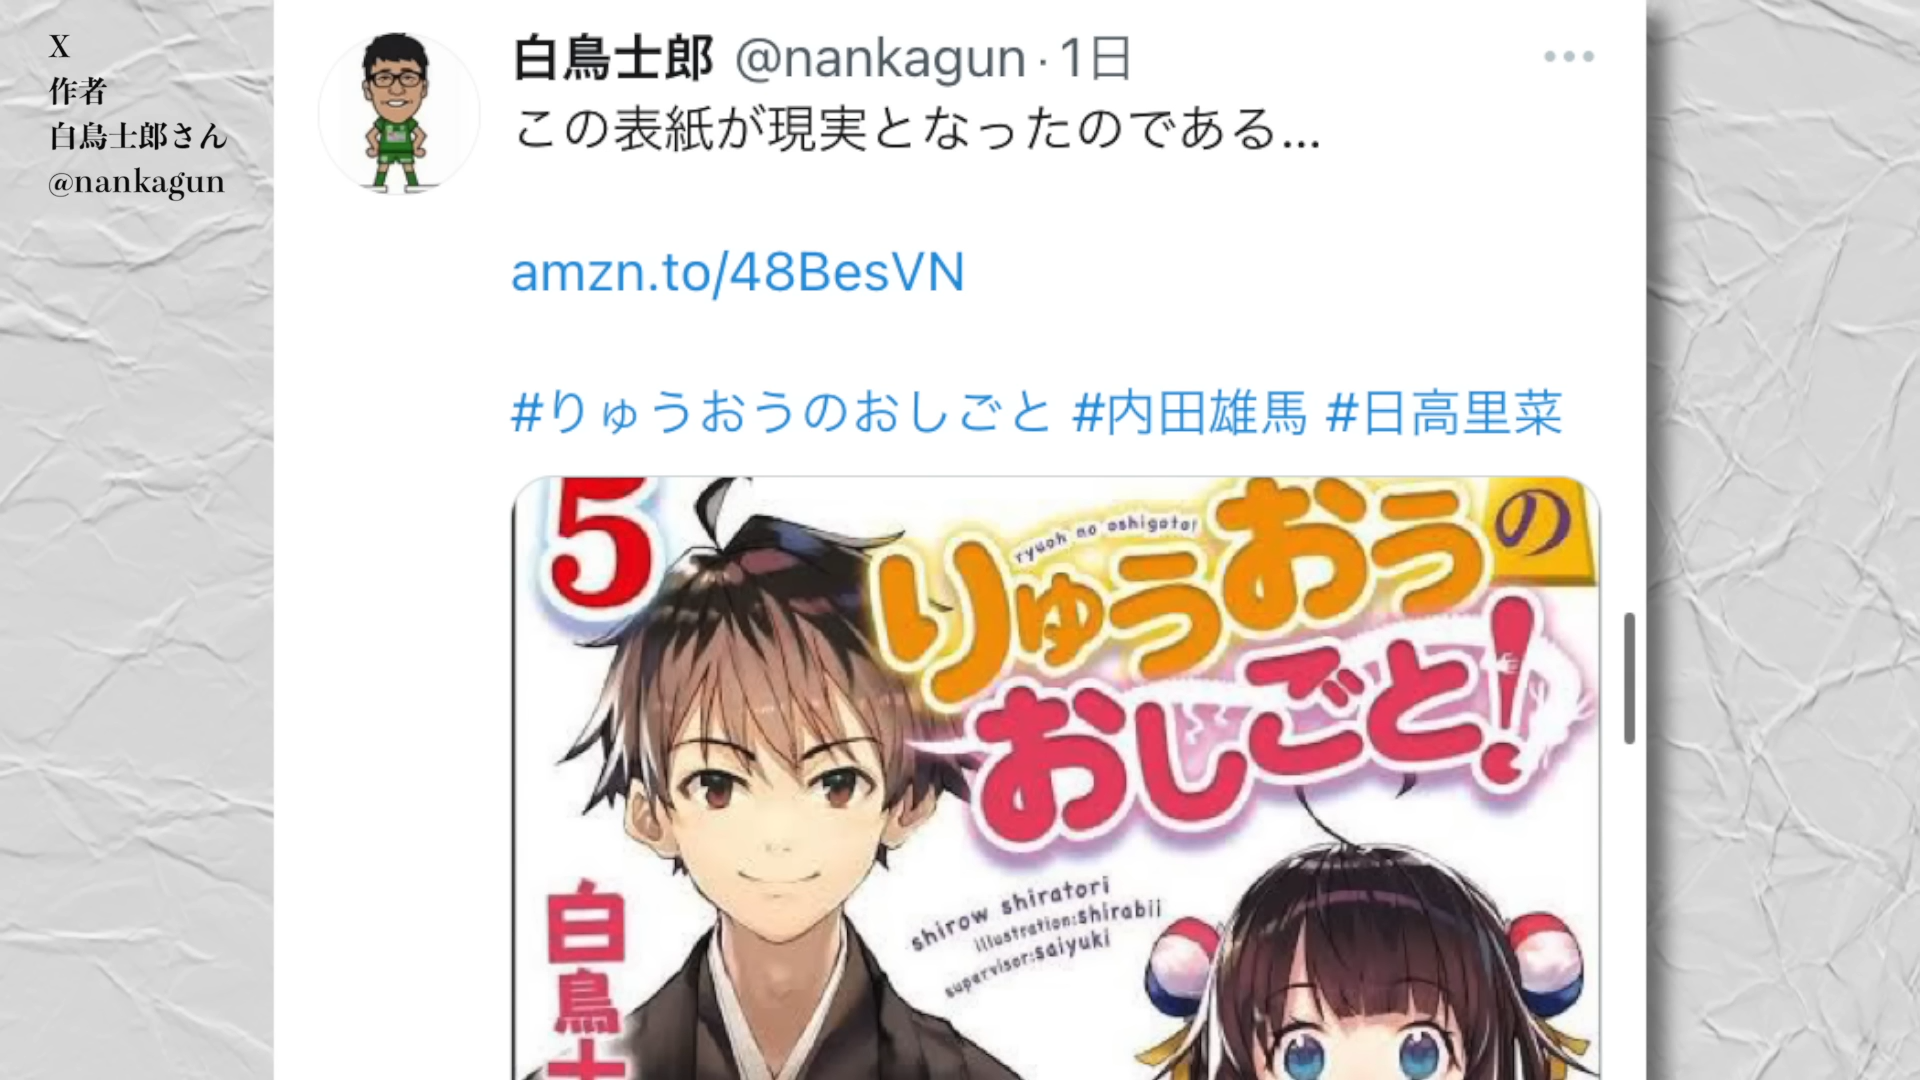 X
作者
白鳥士郎さん
@nankagun
白鳥士郎 @nankagun · 1日
この表紙が現実となったのである...
amzn.to/48BesVN
#りゅうおうのおしごと #内田雄馬 #日高里菜
5
ryuoh no oshigoto!
りゅうおうの
おしごと!
shirow shiratori
illustration:shirabii
supervisor:saiyuki
白鳥士